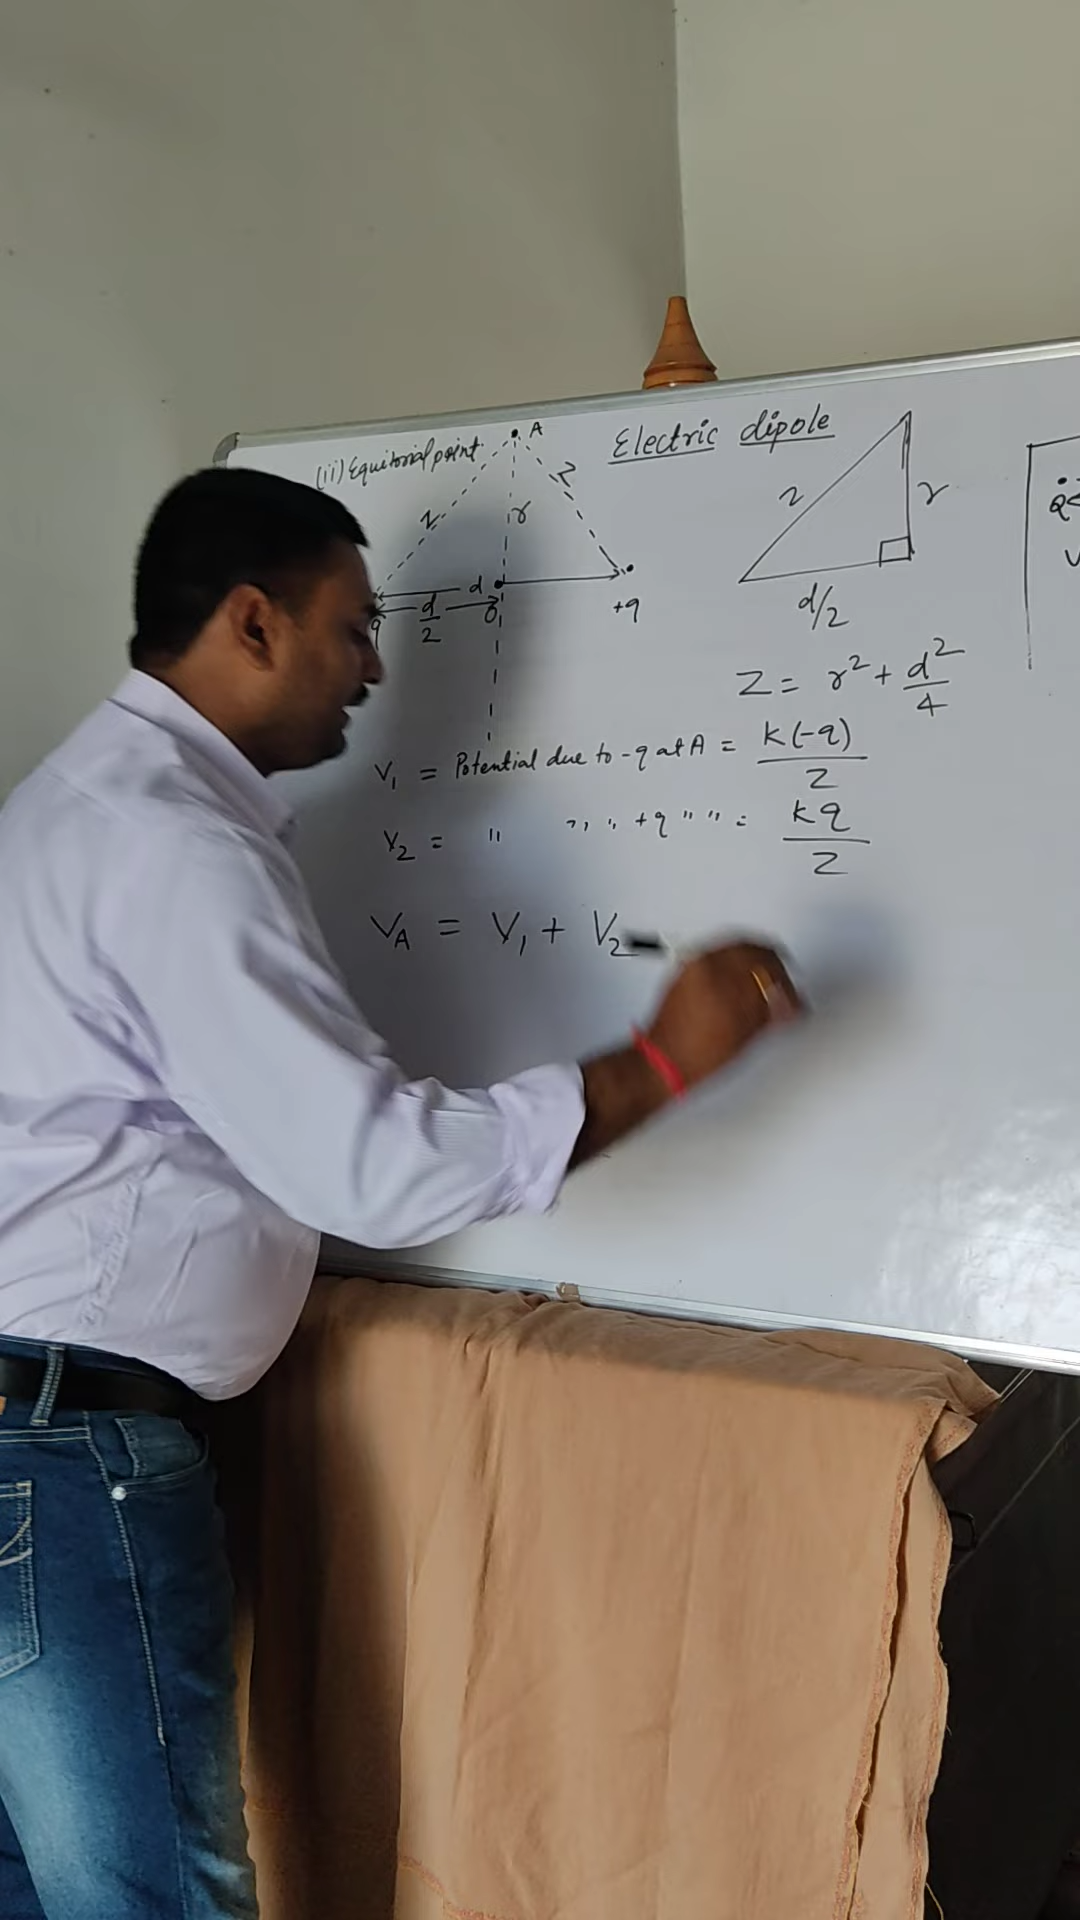 (iii) Equitorial point
A
Electric dipole
z
z
r
d
d/2
O
q
+q
z
r
d/2
Z = r² + d²/4
V₁ = Potential due to -q at A = k(-q)/Z
V₂ = " " " " +q " " = kq/Z
V_A = V₁ + V₂